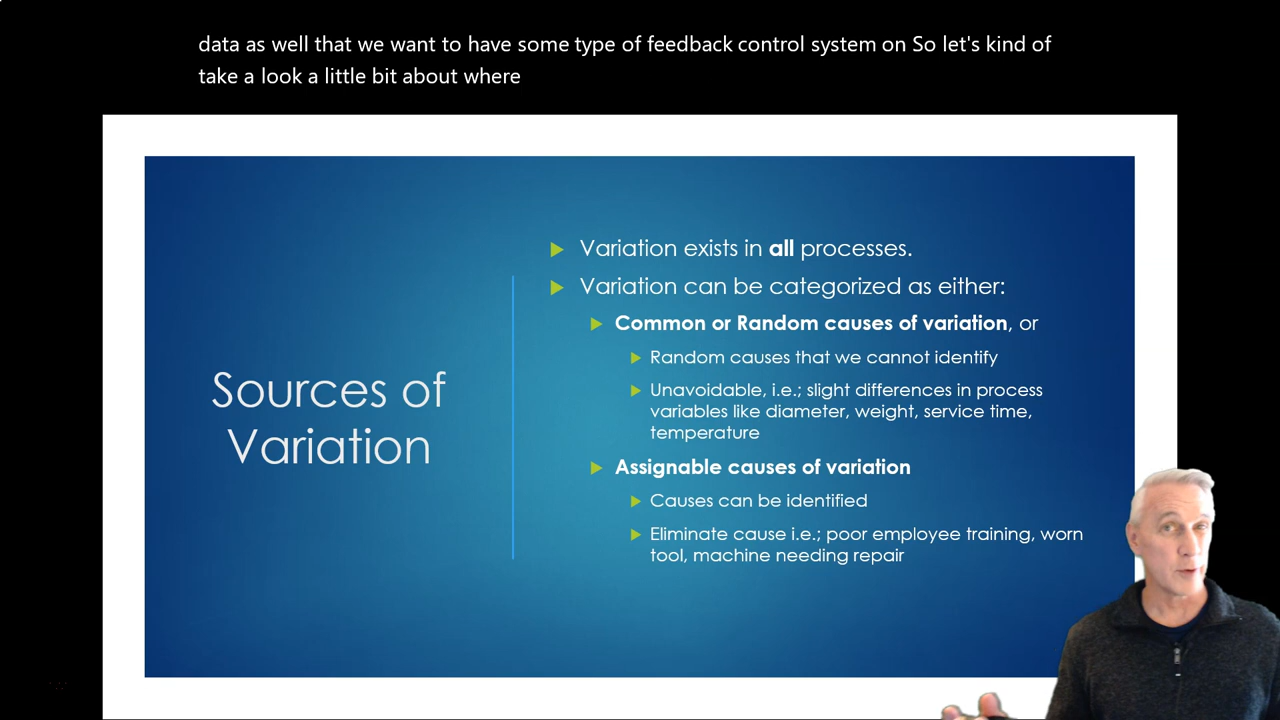 data as well that we want to have some type of feedback control system on So let's kind of
take a look a little bit about where
Sources of
Variation
Variation exists in all processes.
Variation can be categorized as either:
Common or Random causes of variation, or
Random causes that we cannot identify
Unavoidable, i.e.; slight differences in process
variables like diameter, weight, service time,
temperature
Assignable causes of variation
Causes can be identified
Eliminate cause i.e.; poor employee training, worn
tool, machine needing repair